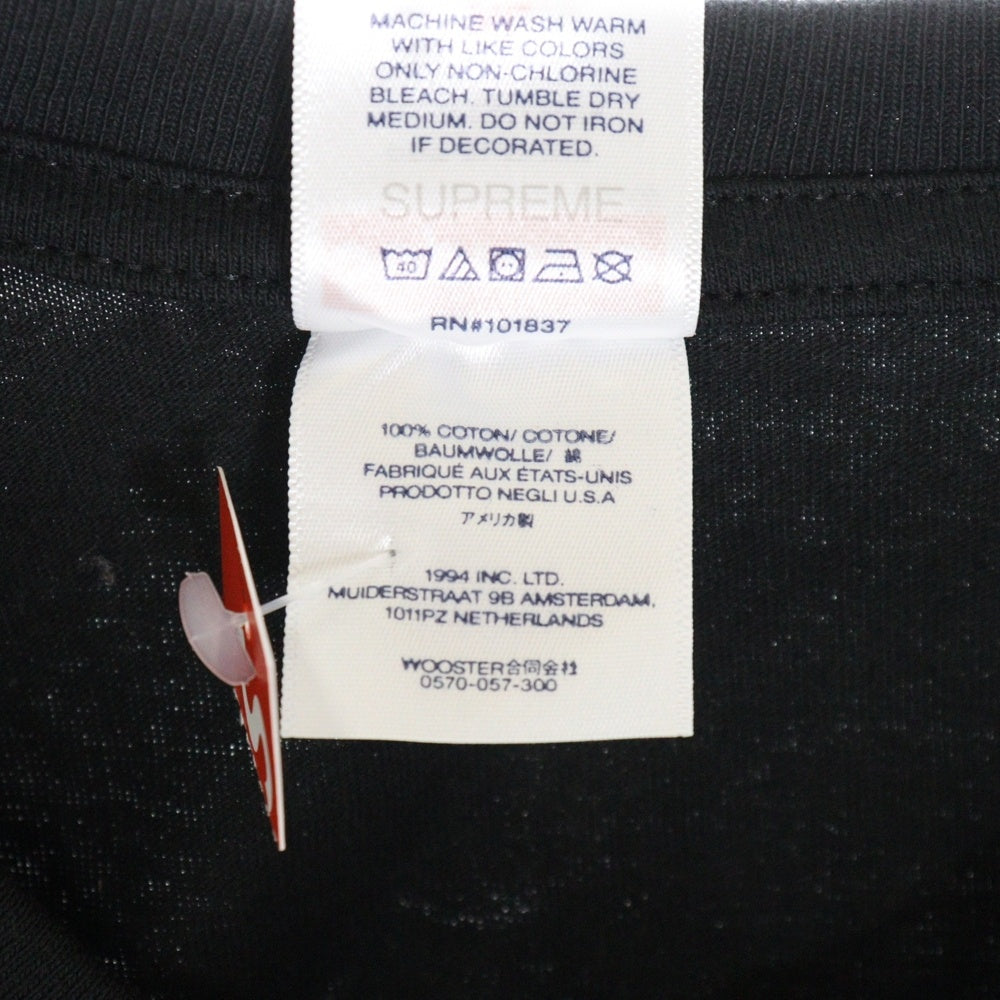 MACHINE WASH WARM
WITH LIKE COLORS
ONLY NON-CHLORINE
BLEACH. TUMBLE DRY
MEDIUM. DO NOT IRON
IF DECORATED.
SUPREME
40
RN#101837
100% COTON/ COTONE/
BAUMWOLLE/ 綿
FABRIQUÉ AUX ÉTATS-UNIS
PRODOTTO NEGLI U.S.A
アメリカ製
1994 INC. LTD.
MUIDERSTRAAT 9B AMSTERDAM,
1011PZ NETHERLANDS
WOOSTER合同会社
0570-057-300